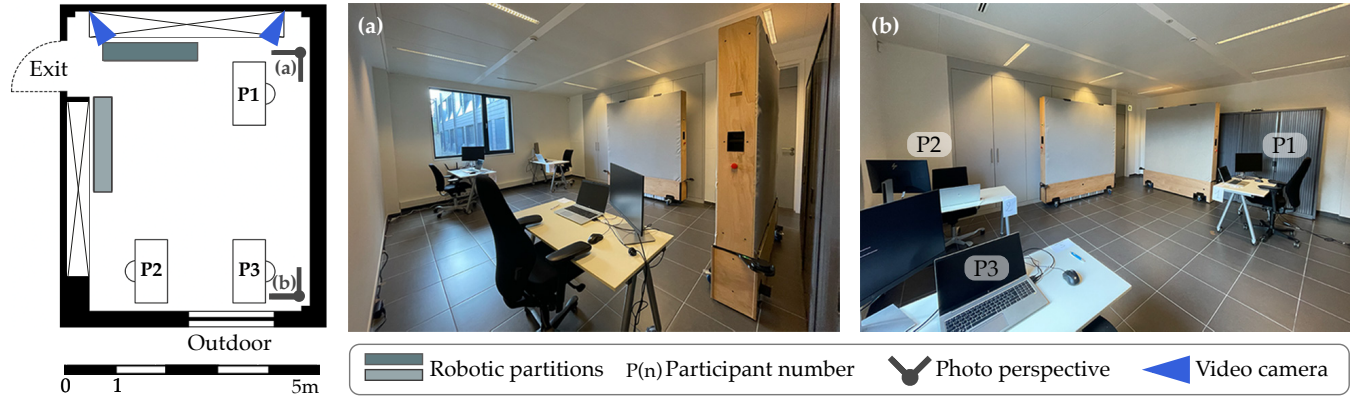 Exit
(a)
P1
P2
P3
(b)
Outdoor
0 1 5m
(a)
(b)
P2
P1
P3
Robotic partitions P(n) Participant number Photo perspective Video camera